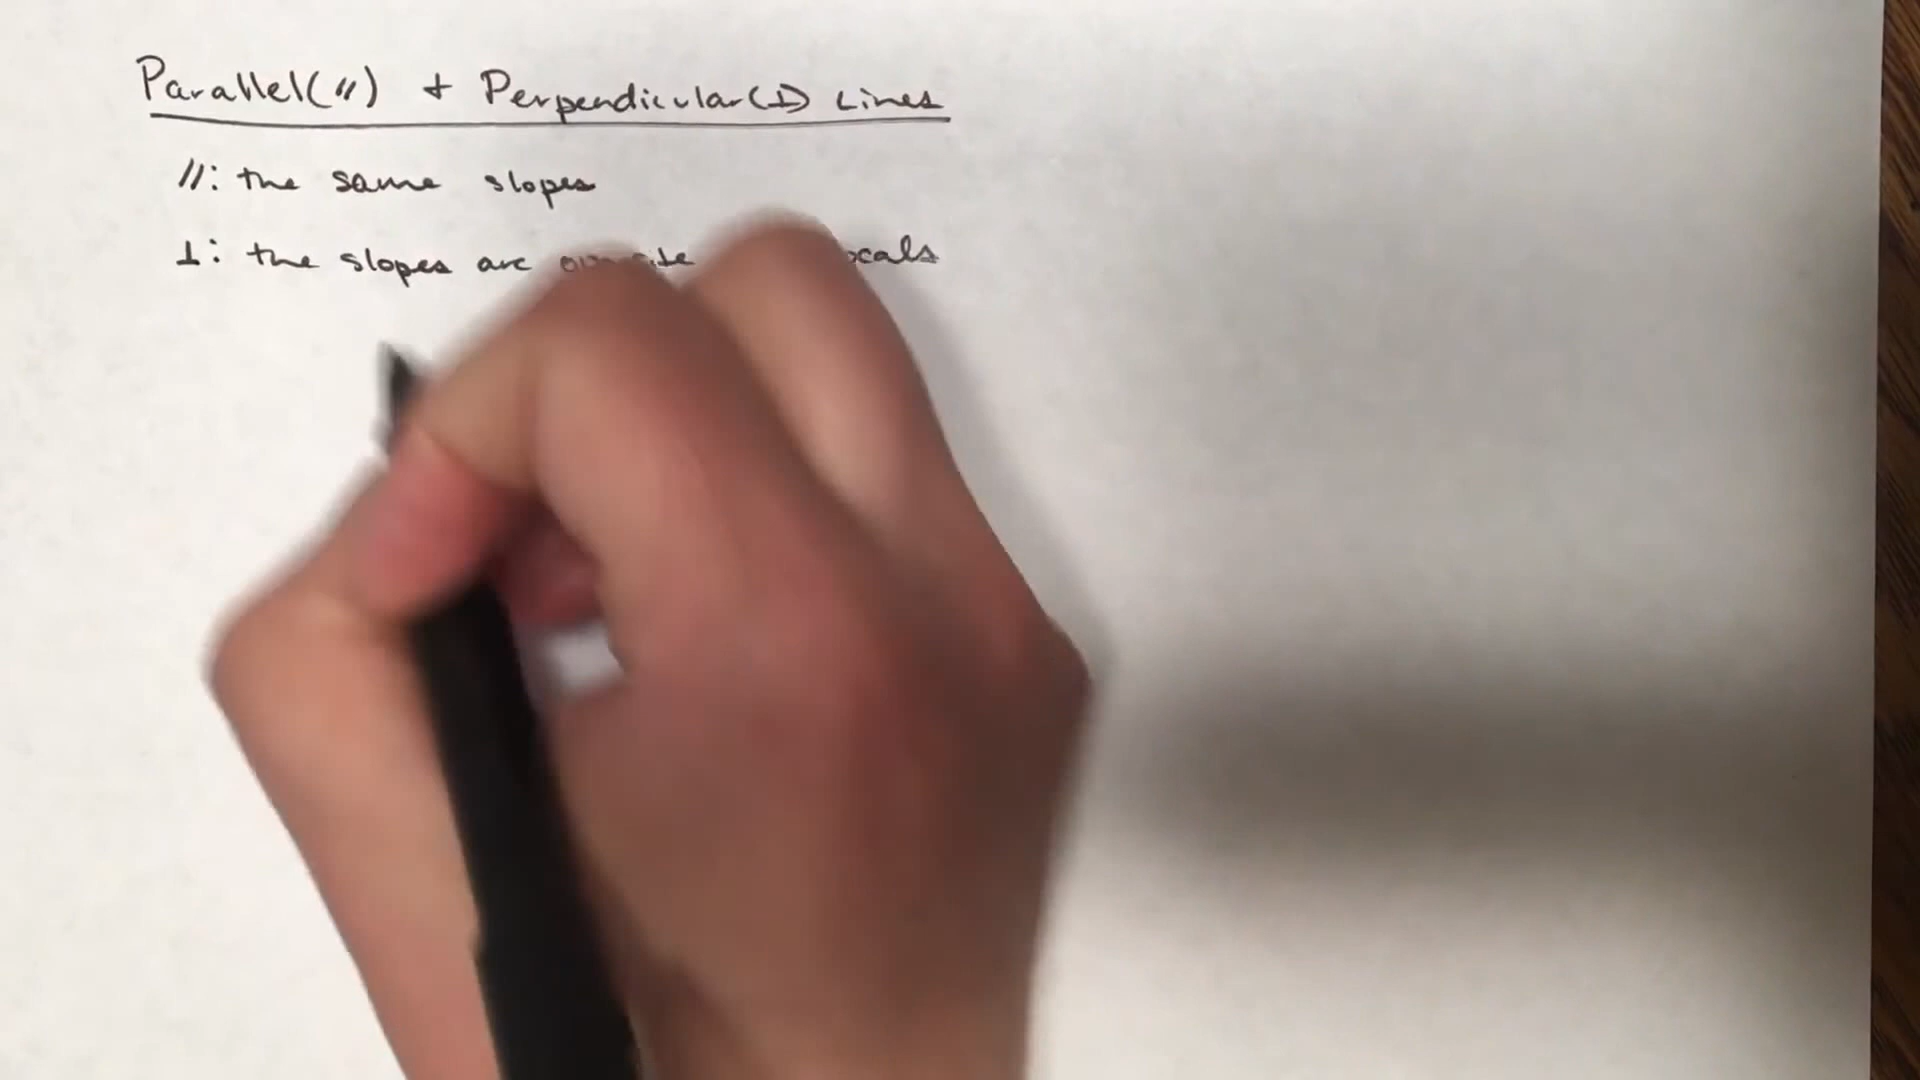 Parallel(//) + Perpendicular(⊥) Lines
//: the same slopes
⊥: the slopes are